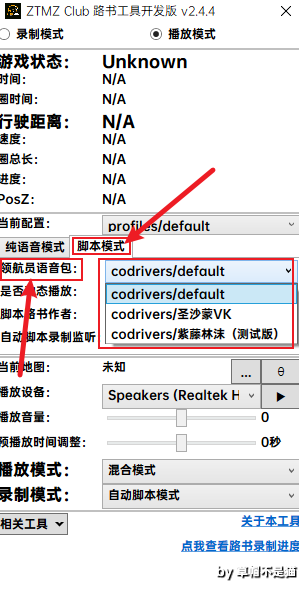 ZTMZ Club 路书工具开发版 v2.4.4
录制模式 播放模式
游戏状态: Unknown
时间: N/A
圈时间: N/A
行驶距离: N/A
速度: N/A
圈总长: N/A
进度: N/A
PosZ: N/A
当前配置: profiles/default
纯语音模式 脚本模式
领航员语音包: codrivers/default
是否动态播放: codrivers/default
脚本路书作者: codrivers/圣沙蒙VK
自动脚本录制监听 codrivers/紫藤林沫（测试版）
当前地图: 未知 ... θ
播放设备: Speakers (Realtek H
播放音量: 0
预播放时间调整: 0秒
播放模式: 混合模式
录制模式: 自动脚本模式
相关工具 关于本工具
点我查看路书录制进度
by 草帽不是猫